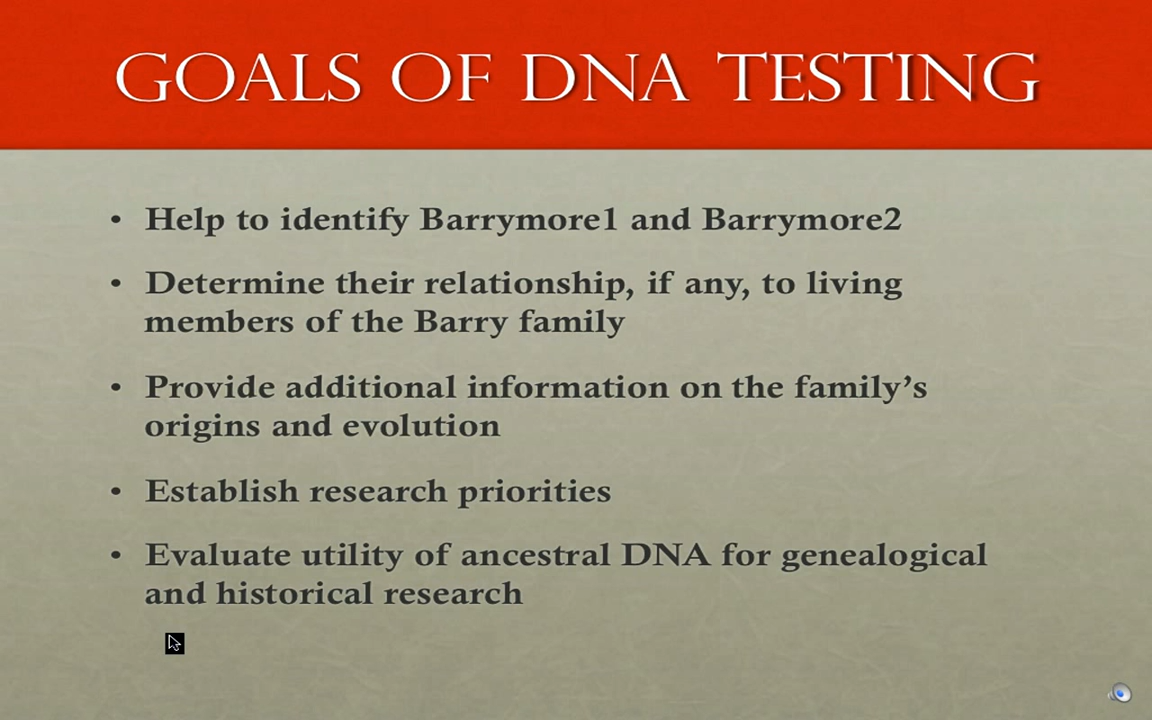 GOALS OF DNA TESTING
• Help to identify Barrymore1 and Barrymore2
• Determine their relationship, if any, to living
members of the Barry family
• Provide additional information on the family’s
origins and evolution
• Establish research priorities
• Evaluate utility of ancestral DNA for genealogical
and historical research